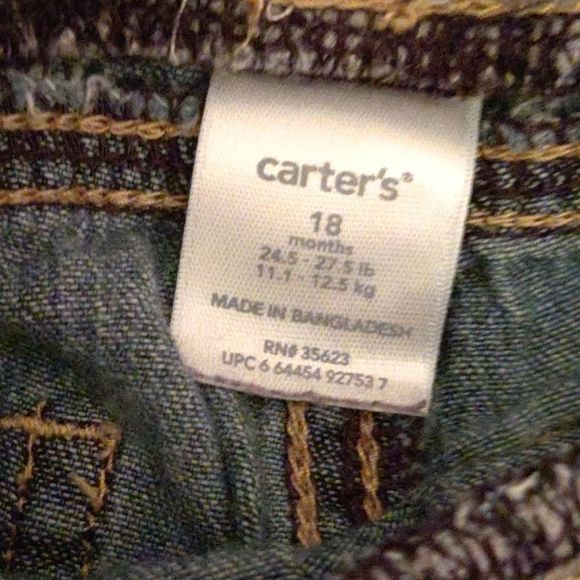 carter's®
18
months
24.5 - 27.5 lb
11.1 - 12.5 kg
MADE IN BANGLADESH
RN# 35623
UPC 6 64454 92753 7